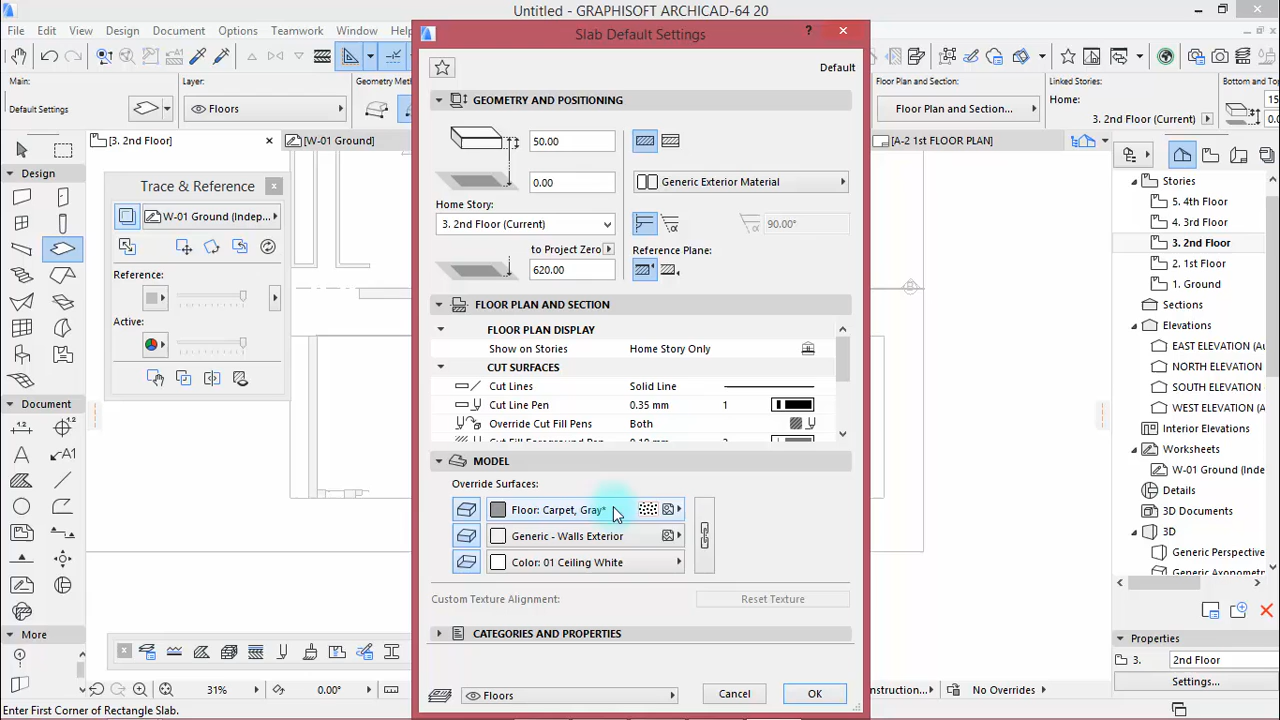 Untitled - GRAPHISOFT ARCHICAD-64 20
File Edit View Design Document Options Teamwork Window Help
Main:
Layer:
Floor Plan and Section:
Linked Stories:
Default Settings
Floors
Floor Plan and Section...
Home:
3. 2nd Floor (Current)
[3. 2nd Floor]
[W-01 Ground]
[A-2 1st FLOOR PLAN]
Design
Trace & Reference
W-01 Ground (Indep
Reference:
Active:
Document
More
31%
0.00°
Enter First Corner of Rectangle Slab.
Slab Default Settings
Default
GEOMETRY AND POSITIONING
50.00
0.00
Generic Exterior Material
Home Story:
3. 2nd Floor (Current)
90.00°
to Project Zero
Reference Plane:
620.00
FLOOR PLAN AND SECTION
FLOOR PLAN DISPLAY
Show on Stories Home Story Only
CUT SURFACES
Cut Lines Solid Line
Cut Line Pen 0.35 mm 1
Override Cut Fill Pens Both
MODEL
Override Surfaces:
Floor: Carpet, Gray*
Generic - Walls Exterior
Color: 01 Ceiling White
Custom Texture Alignment:
Reset Texture
CATEGORIES AND PROPERTIES
Floors
Cancel
OK
Stories
5. 4th Floor
4. 3rd Floor
3. 2nd Floor
2. 1st Floor
1. Ground
Sections
Elevations
EAST ELEVATION (Au
NORTH ELEVATION
SOUTH ELEVATION
WEST ELEVATION (A
Interior Elevations
Worksheets
W-01 Ground (Inde
Details
3D Documents
3D
Generic Perspective
Properties
3.
2nd Floor
Settings...
No Overrides